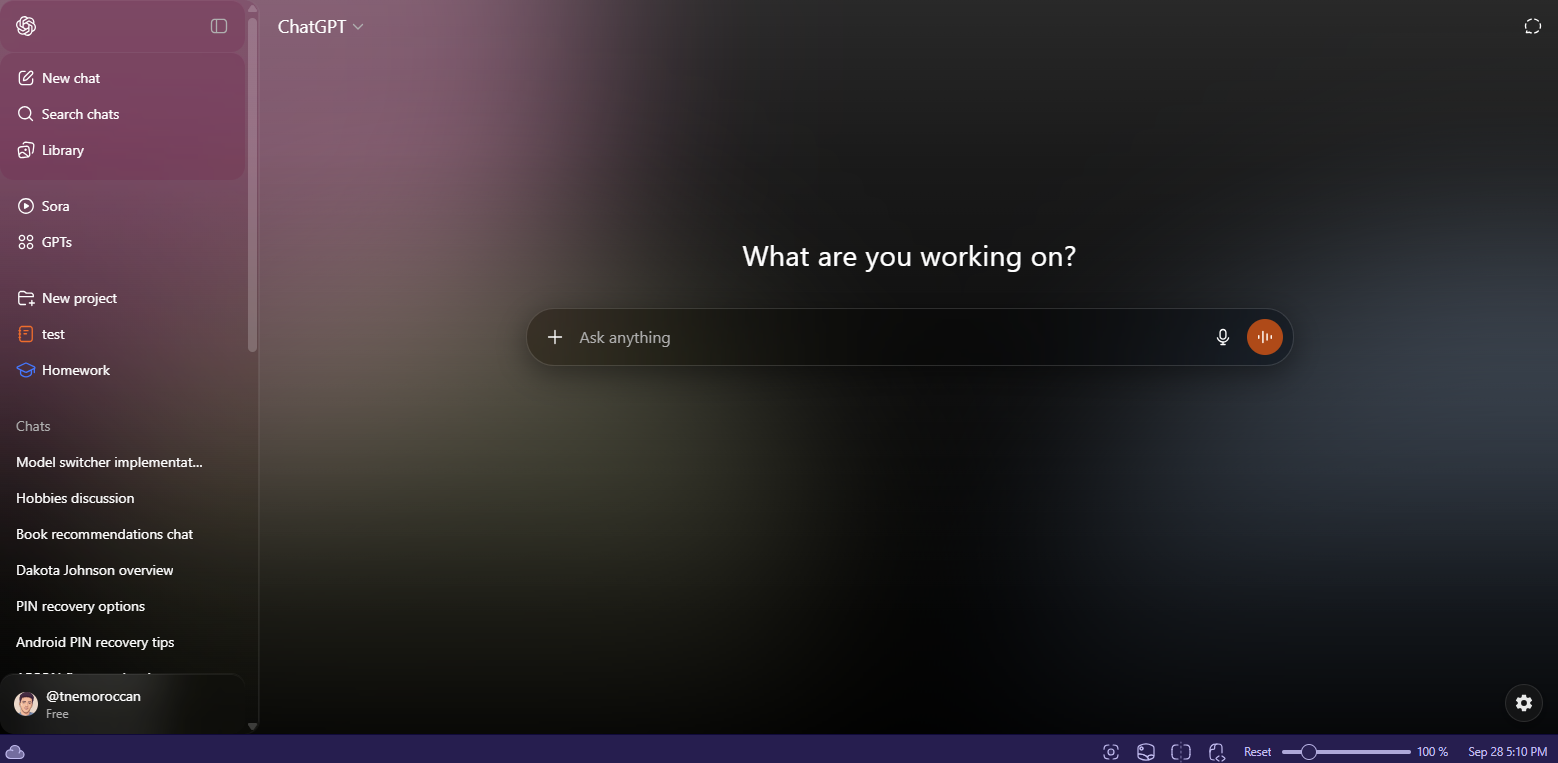 ChatGPT
New chat
Search chats
Library
Sora
GPTs
New project
test
Homework
Chats
Model switcher implementat...
Hobbies discussion
Book recommendations chat
Dakota Johnson overview
PIN recovery options
Android PIN recovery tips
@tnemoroccan
Free
What are you working on?
Ask anything
Reset
100 %
Sep 28 5:10 PM